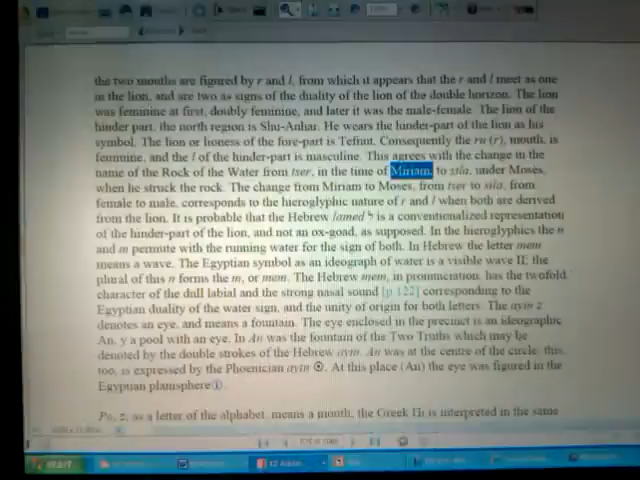 the two mouths are figured by r and l, from which it appears that the r and l meet as one
in the lion, and are two as signs of the duality of the lion of the double horizon. The lion
was feminine at first, doubly feminine, and later it was the male-female. The lion of the
hinder part, the north region is Shu-Anhar. He wears the hinder-part of the lion as his
symbol. The lion or lioness of the fore-part is Tefnut. Consequently the ru (r), mouth, is
feminine, and the l of the hinder-part is masculine. This agrees with the change in the
name of the Rock of the Water from tser, in the time of Miriam, to sela, under Moses,
when he struck the rock. The change from Miriam to Moses, from tser to sila, from
female to male, corresponds to the hieroglyphic nature of r and l when both are derived
from the lion. It is probable that the Hebrew lamed ל is a conventionalized representation
of the hinder-part of the lion, and not an ox-goad, as supposed. In the hieroglyphics the n
and m permute with the running water for the sign of both. In Hebrew the letter mem
means a wave. The Egyptian symbol as an ideograph of water is a visible wave II; the
plural of this n forms the m, or mem. The Hebrew mem, in pronunciation, has the twofold
character of the dull labial and the strong nasal sound [p.122] corresponding to the
Egyptian duality of the water sign, and the unity of origin for both letters. The ayin z
denotes an eye, and means a fountain. The eye enclosed in the precinct is an ideographic
An, y a pool with an eye. In An was the fountain of the Two Truths which may be
denoted by the double strokes of the Hebrew ayin. An was at the centre of the circle; this,
too, is expressed by the Phoenician ayin ⊙. At this place (An) the eye was figured in the
Egyptian planisphere
Pa, z, as a letter of the alphabet, means a mouth, the Greek Π is interpreted in the same
start